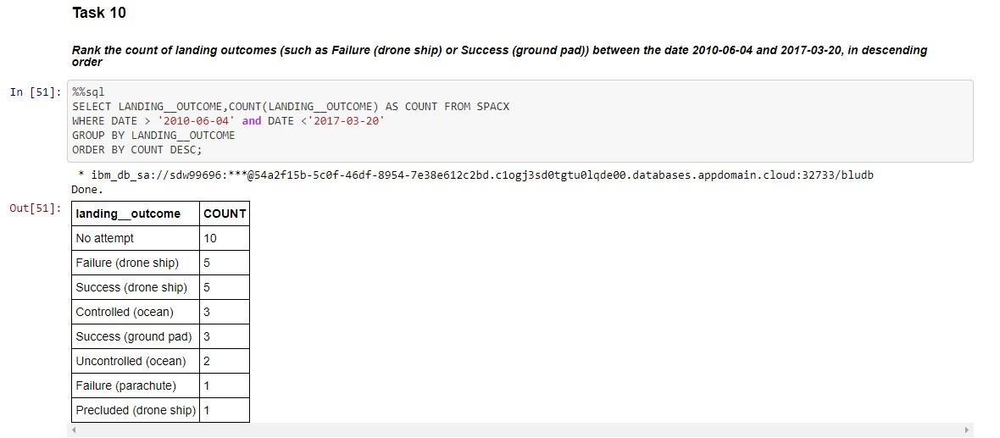 Task 10
Rank the count of landing outcomes (such as Failure (drone ship) or Success (ground pad)) between the date 2010-06-04 and 2017-03-20, in descending
order
In [51]: %%sql
SELECT LANDING__OUTCOME,COUNT(LANDING__OUTCOME) AS COUNT FROM SPACX
WHERE DATE > '2010-06-04' and DATE <'2017-03-20'
GROUP BY LANDING__OUTCOME
ORDER BY COUNT DESC;
* ibm_db_sa://sdw99696:***@54a2f15b-5c0f-46df-8954-7e38e612c2bd.c1ogj3sd0tgtu0lqde00.databases.appdomain.cloud:32733/bludb
Done.
Out[51]:
landing__outcome COUNT
No attempt 10
Failure (drone ship) 5
Success (drone ship) 5
Controlled (ocean) 3
Success (ground pad) 3
Uncontrolled (ocean) 2
Failure (parachute) 1
Precluded (drone ship) 1